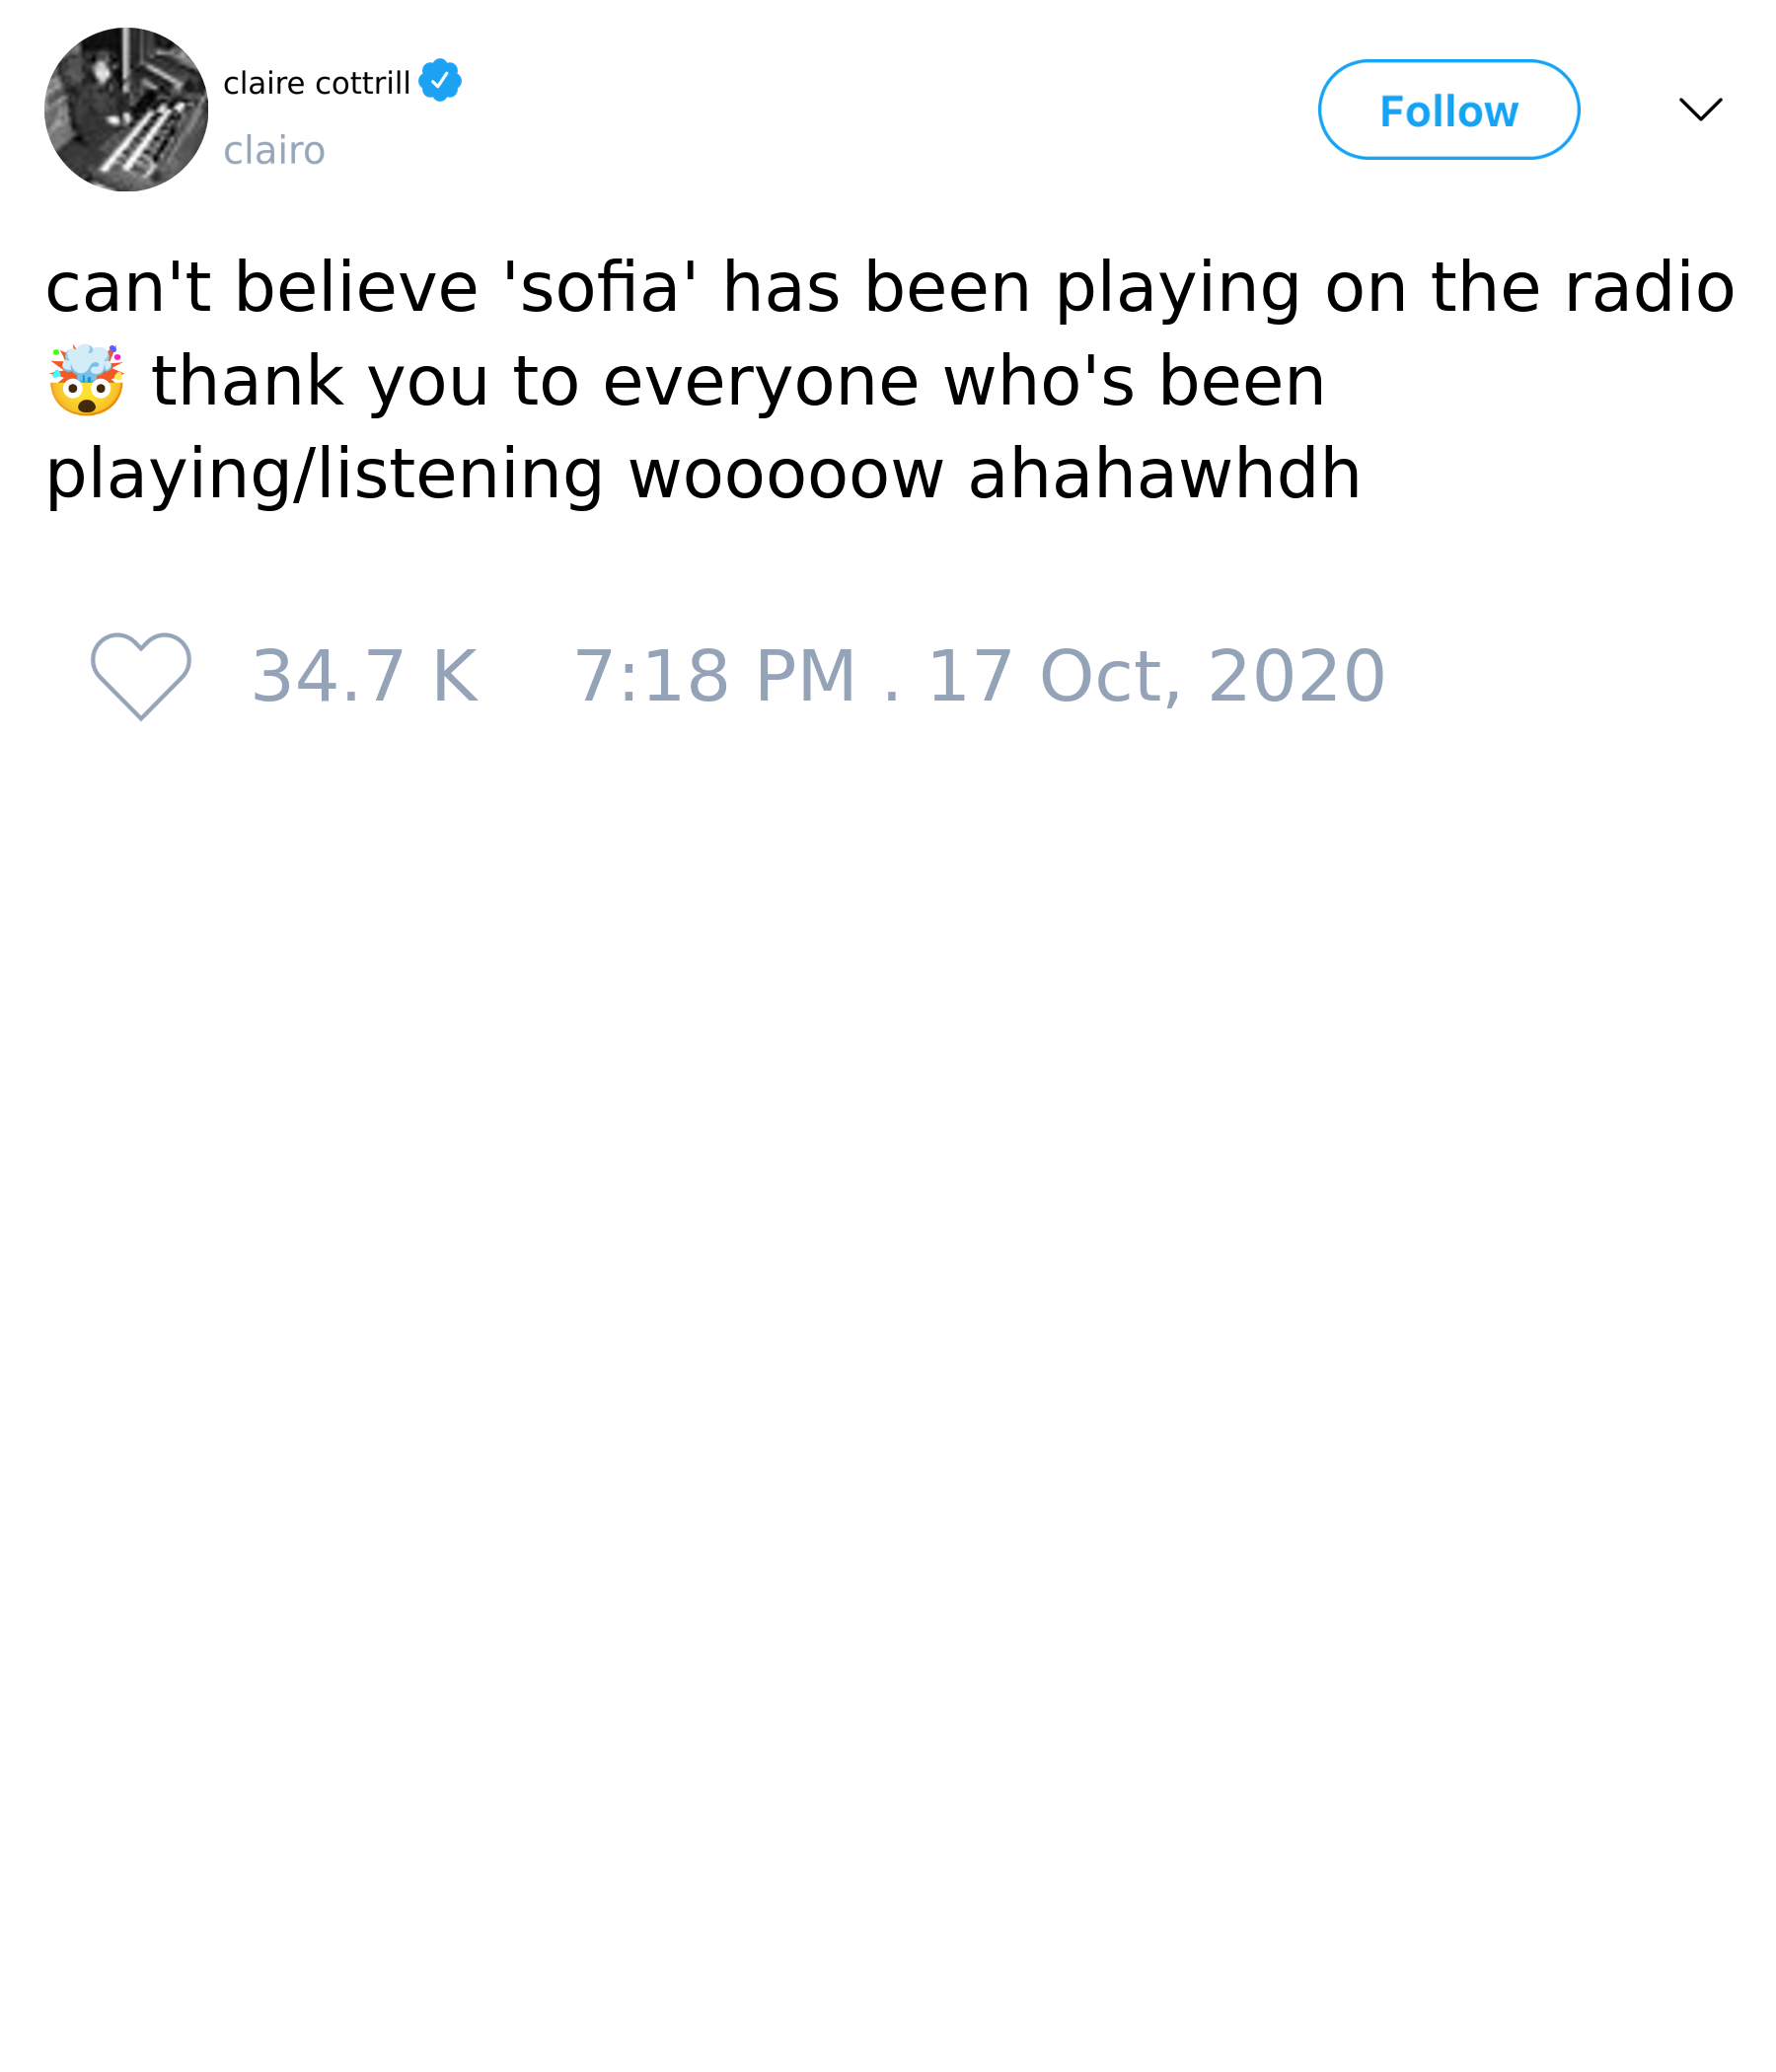 claire cottrill
clairo
Follow
can't believe 'sofia' has been playing on the radio
🤯 thank you to everyone who's been
playing/listening wooooow ahahawhdh
34.7 K 7:18 PM . 17 Oct, 2020